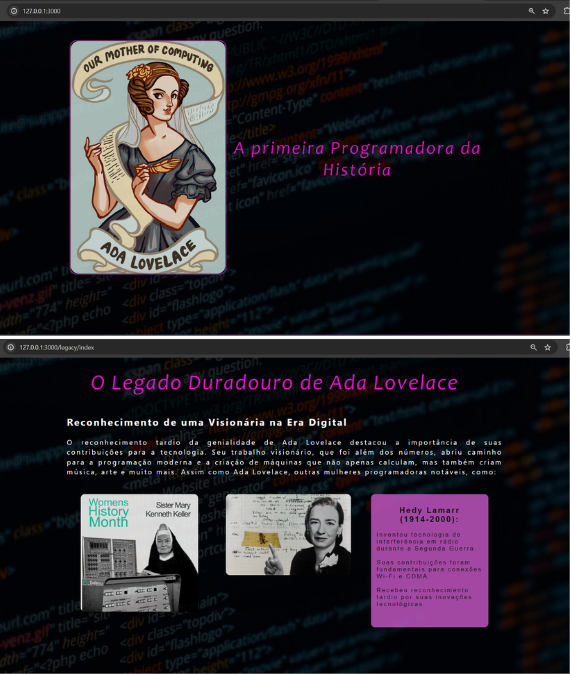 127.0.0.1:3000
OUR MOTHER OF COMPUTING
ADA LOVELACE
A primeira Programadora da
História
127.0.0.1:3000/legacy/index
O Legado Duradouro de Ada Lovelace
Reconhecimento de uma Visionária na Era Digital
O reconhecimento tardio da genialidade de Ada Lovelace destacou a importância de suas
contribuições para a tecnologia. Seu trabalho visionário, que foi além dos números, abriu caminho
para a programação moderna e a criação de máquinas que não apenas calculam, mas também criam
música, arte e muito mais. Assim como Ada Lovelace, outras mulheres programadoras notáveis, como:
Womens
History
Month
Sister Mary
Kenneth Keller
Hedy Lamarr
(1914-2000):
Inventou tecnologia de
interferência em rádio
durante a Segunda Guerra.
Suas contribuições foram
fundamentais para conexões
Wi-Fi e CDMA.
Recebeu reconhecimento
tardio por suas inovações
tecnológicas